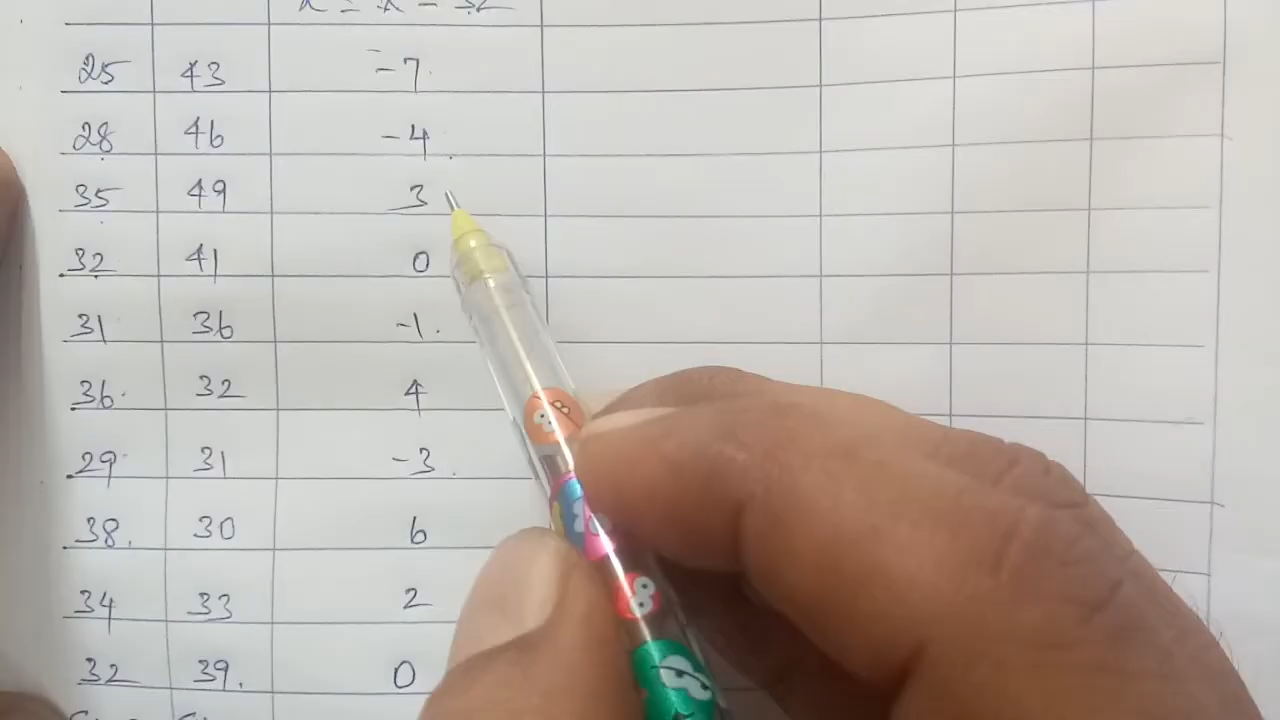 x = x - 32
25 43 -7
28 46 -4
35 49 3
32 41 0
31 36 -1
36 32 4
29 31 -3
38 30 6
34 33 2
32 39 0